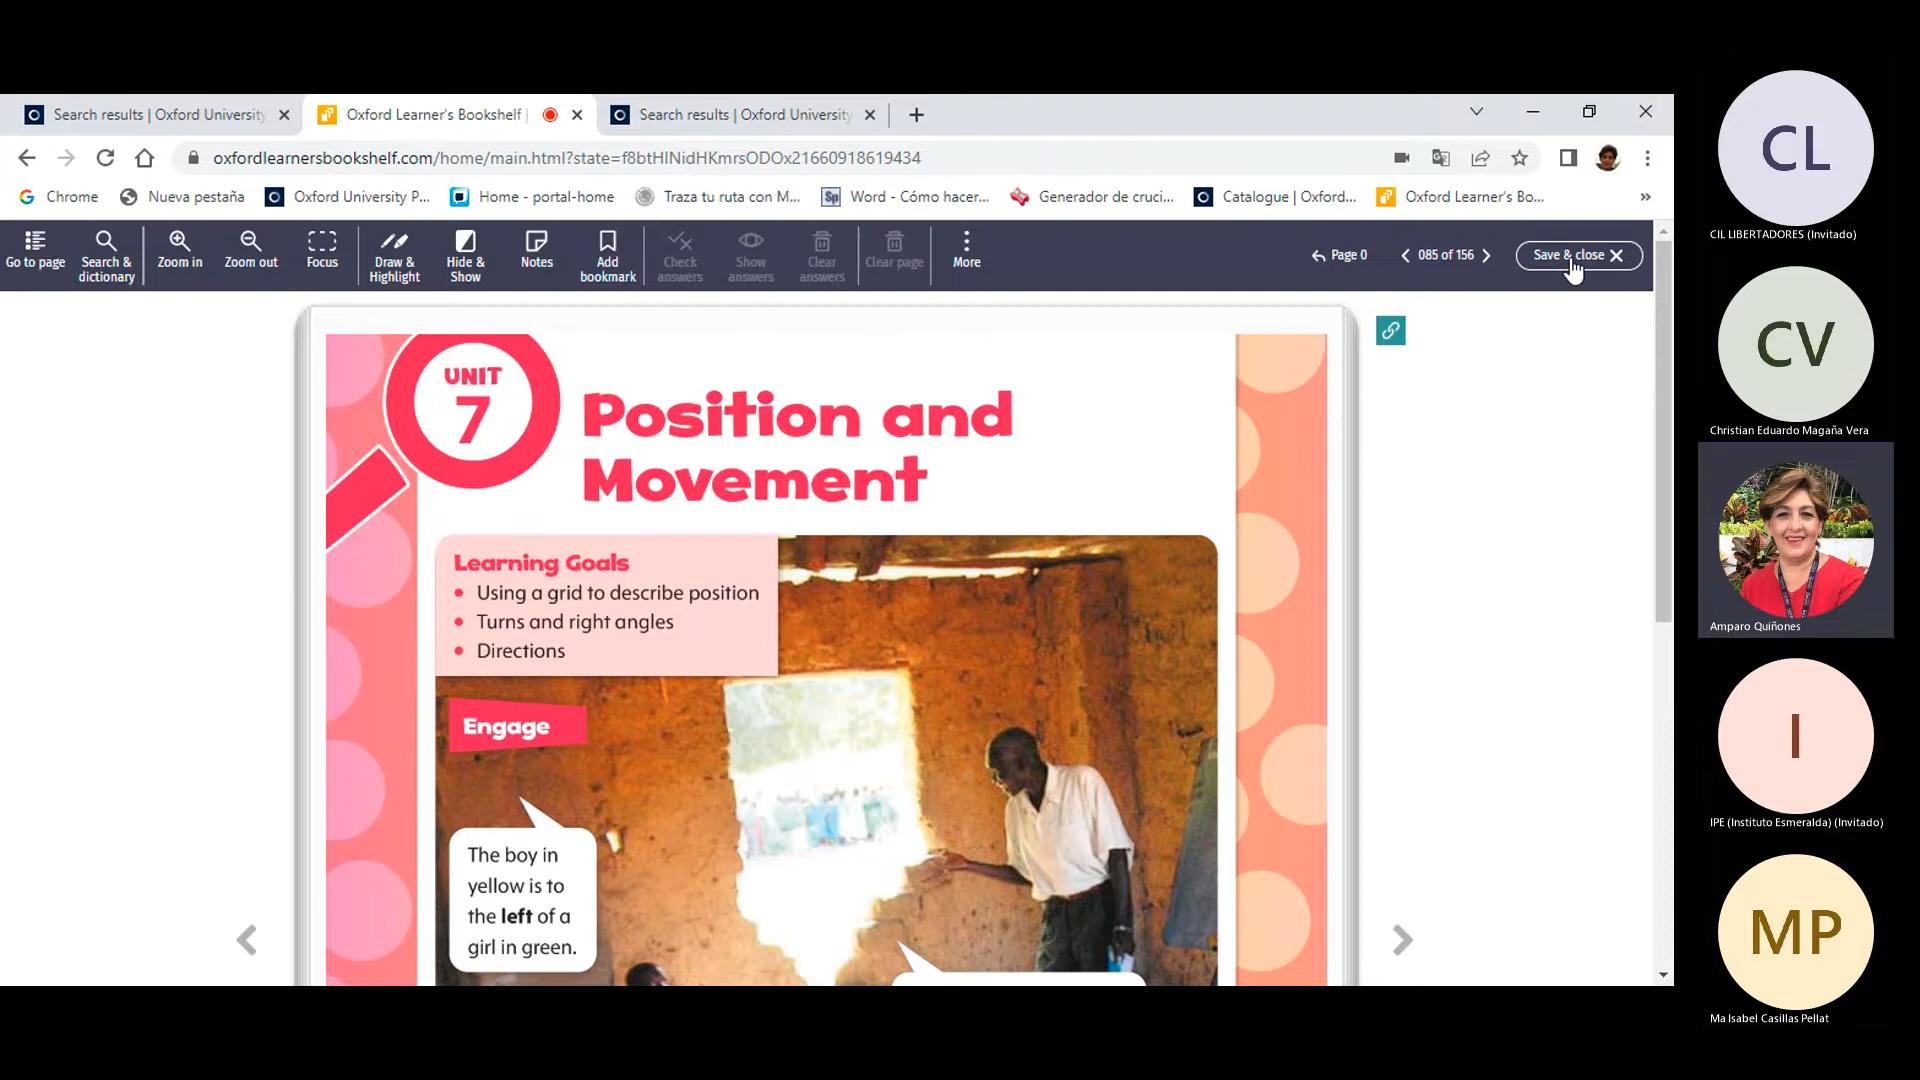 Search results | Oxford University
Oxford Learner's Bookshelf |
Search results | Oxford University
oxfordlearnersbookshelf.com/home/main.html?state=f8btHINidHKmrsODOx21660918619434
Chrome
Nueva pestaña
Oxford University P...
Home - portal-home
Traza tu ruta con M...
Sp
Word - Cómo hacer...
Generador de cruci...
Catalogue | Oxford...
Oxford Learner's Bo...
Go to page
Search &
dictionary
Zoom in
Zoom out
Focus
Draw &
Highlight
Hide &
Show
Notes
Add
bookmark
Check
answers
Show
answers
Clear
answers
Clear page
More
Page 0
085 of 156
Save & close
UNIT
7
Position and
Movement
Learning Goals
• Using a grid to describe position
• Turns and right angles
• Directions
Engage
The boy in
yellow is to
the left of a
girl in green.
CL
CIL LIBERTADORES (Invitado)
CV
Christian Eduardo Magaña Vera
Amparo Quiñones
I
IPE (Instituto Esmeralda) (Invitado)
MP
Ma Isabel Casillas Pellat